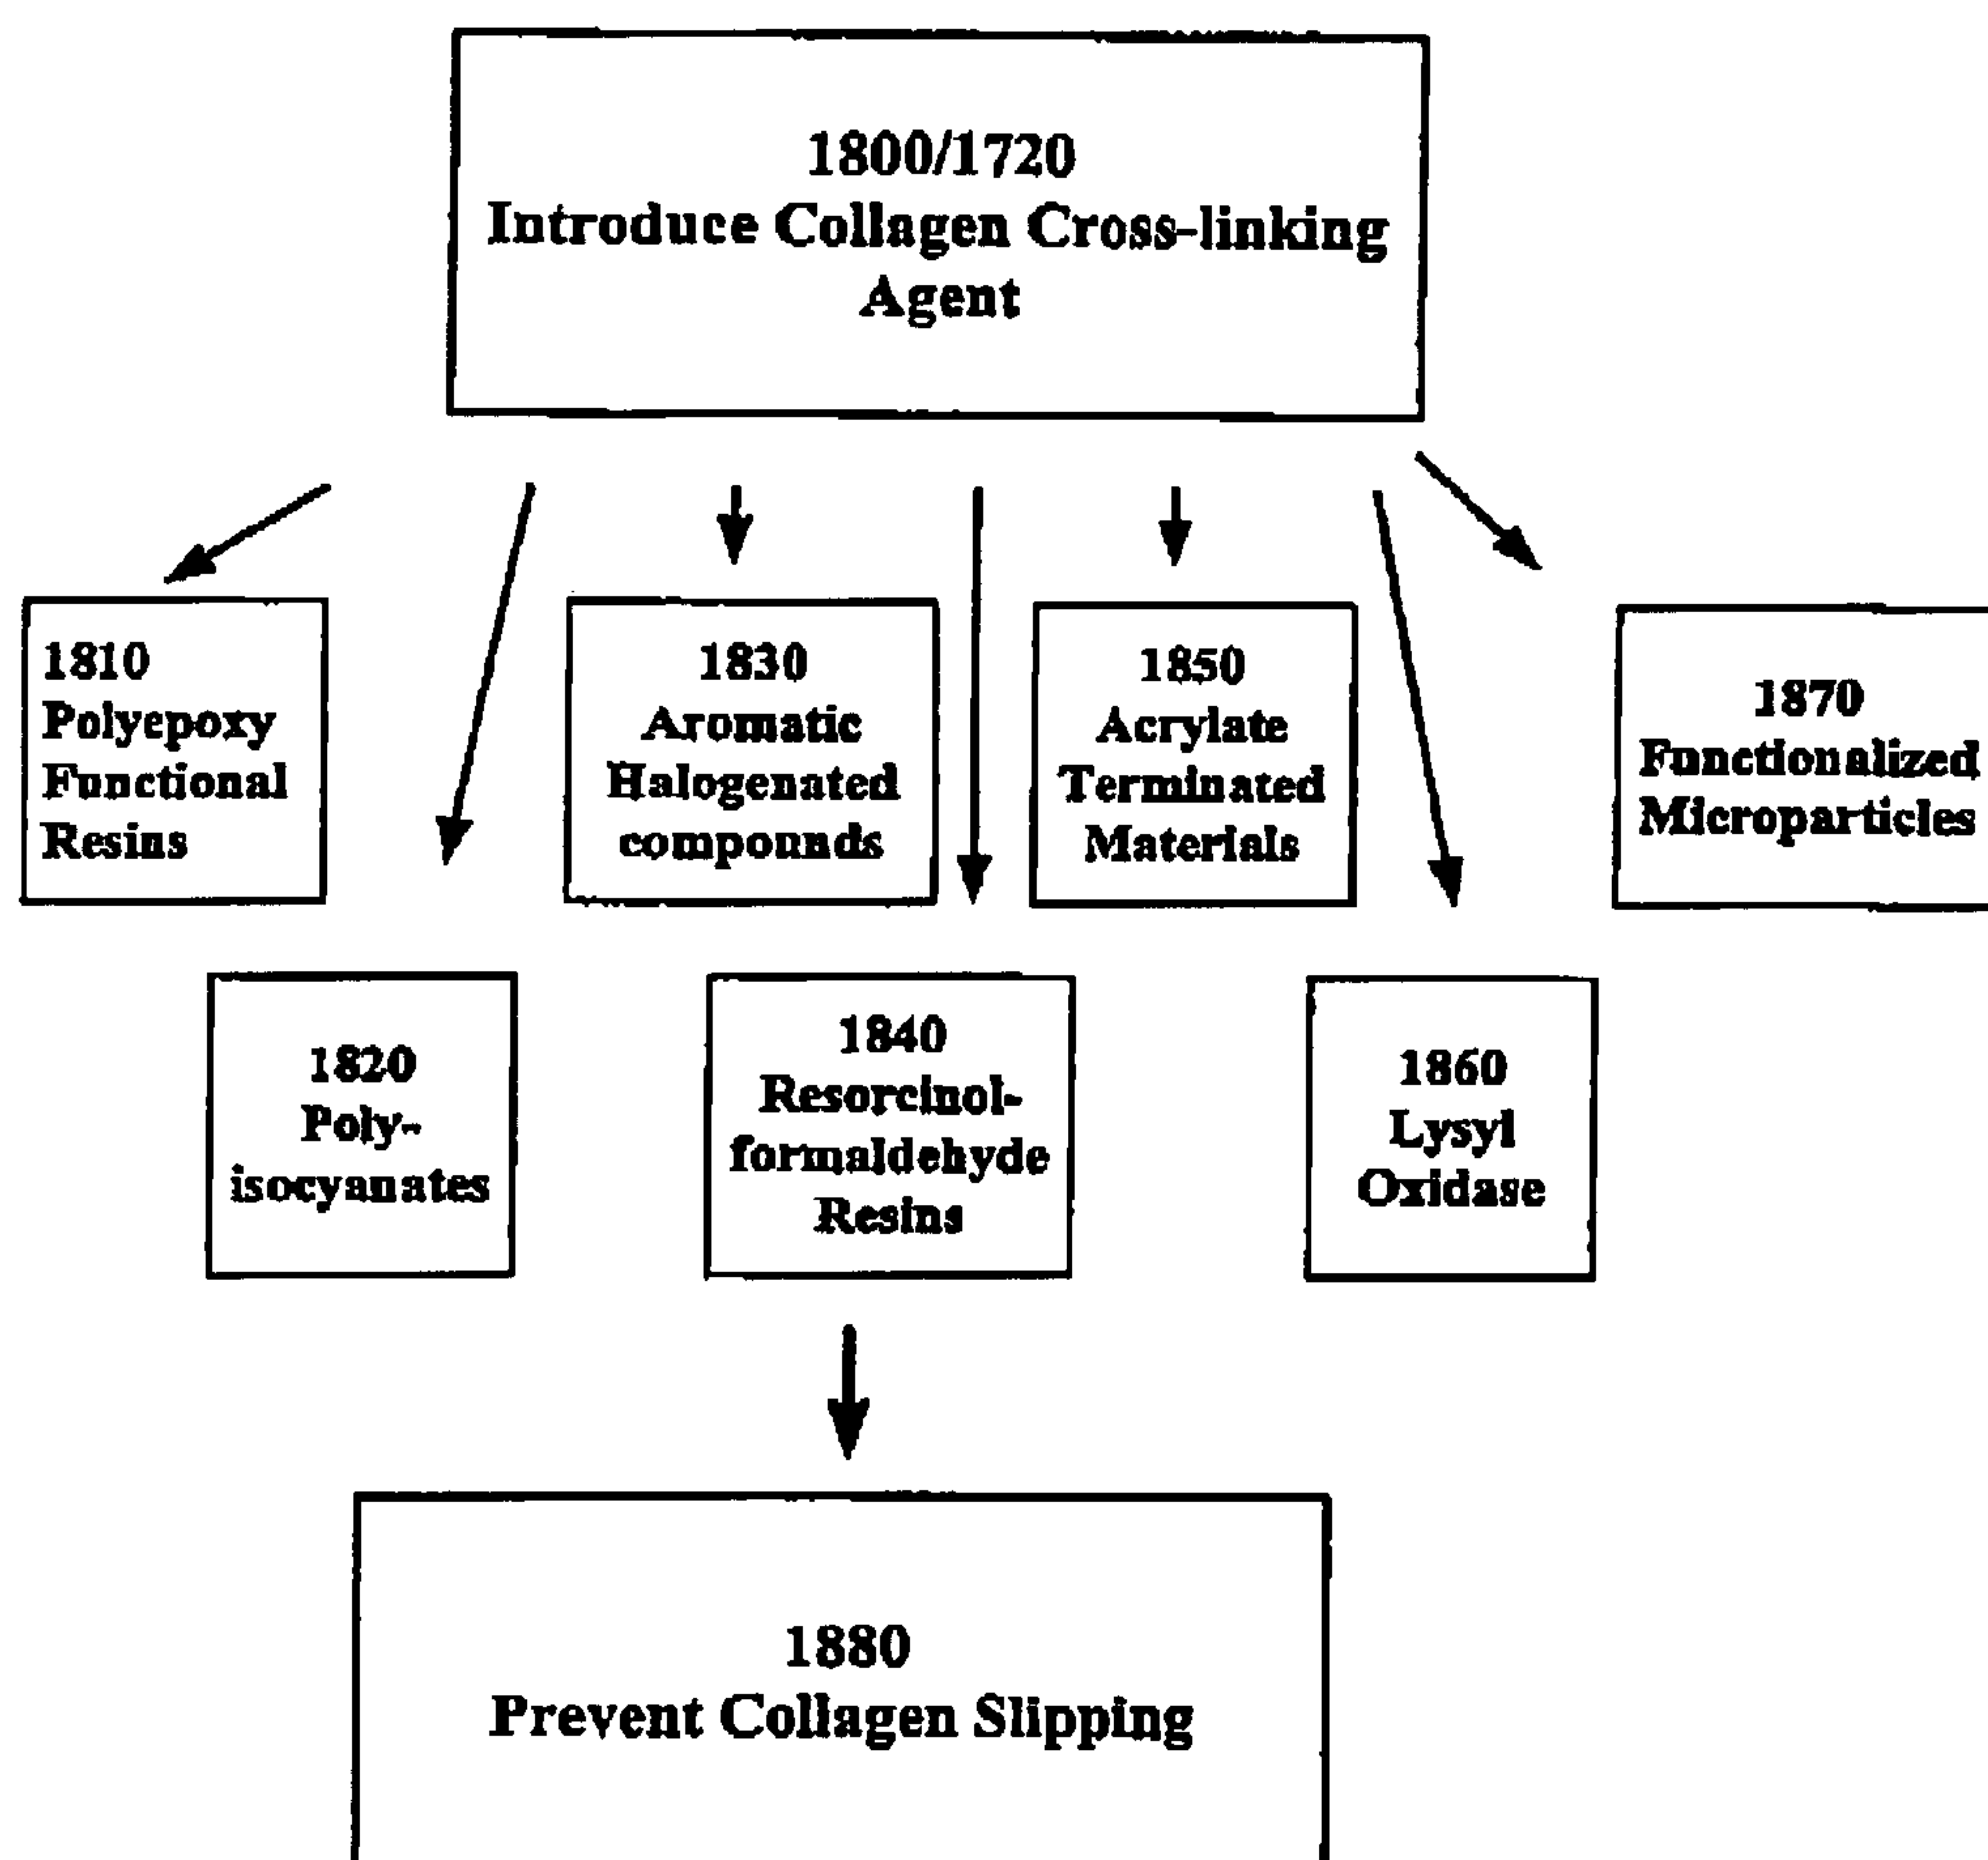 1800/1720
Introduce Collagen Cross-linking
Agent
1810
Polyepoxy
Functional
Resins
1830
Aromatic
Halogenated
compounds
1850
Acrylate
Terminated
Materials
1870
Functionalized
Microparticles
1820
Poly-
isocyanates
1840
Resorcinol-
formaldehyde
Resins
1860
Lysyl
Oxidase
1880
Prevent Collagen Slipping